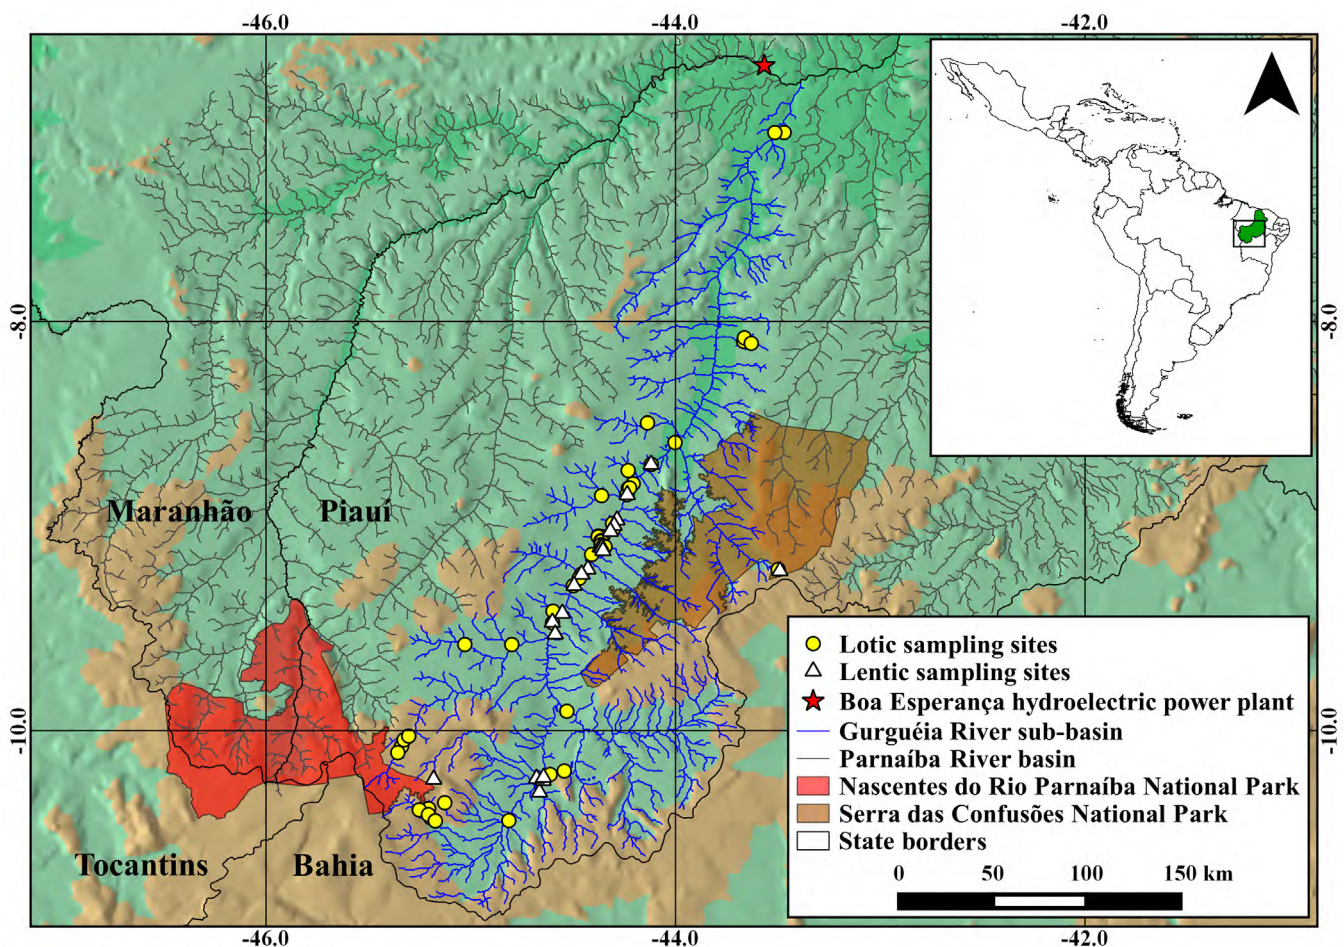 -46.0
-44.0
-42.0
-8.0
-8.0
Maranhão
Piauí
Lotic sampling sites
Lentic sampling sites
Boa Esperança hydroelectric power plant
Gurguéia River sub-basin
Parnaíba River basin
Nascentes do Rio Parnaíba National Park
Serra das Confusões National Park
State borders
0
50
100
150 km
-10.0
-10.0
Tocantins
Bahia
-46.0
-44.0
-42.0